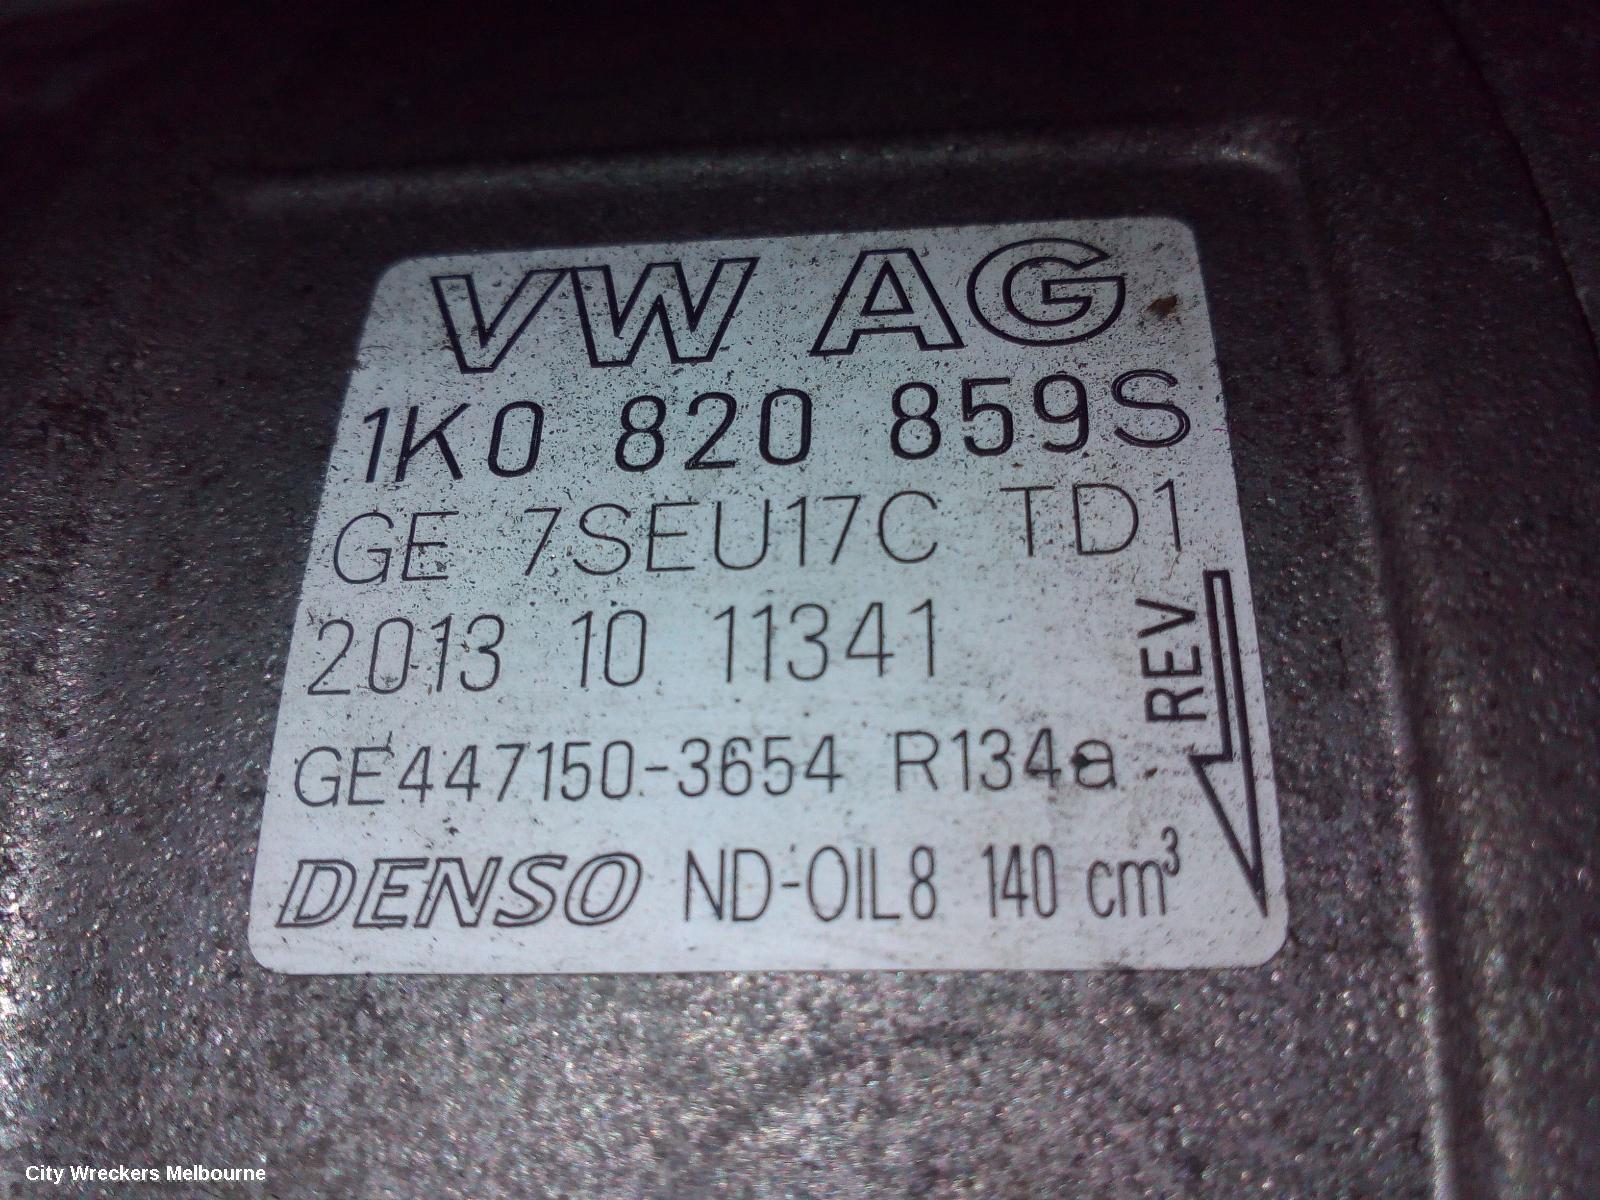 VW AG
1K0 820 859S
GE 7SEU17C TD1
2013 10 11341
REV
GE447150-3654 R134a
DENSO ND-OIL8 140 cm³
City Wreckers Melbourne